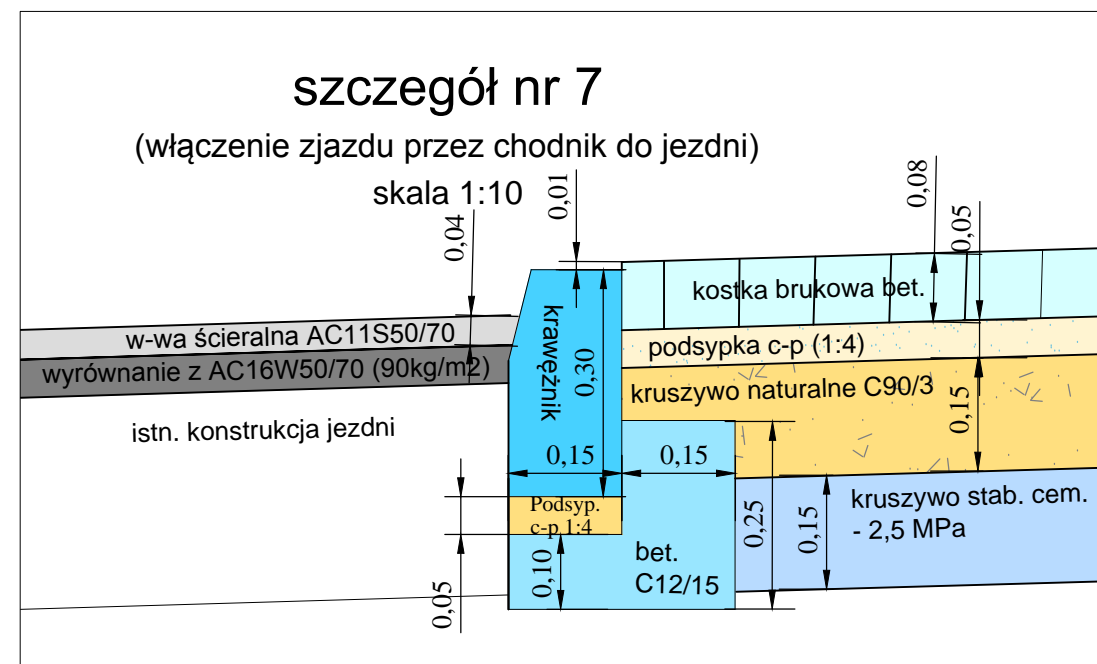 szczegół nr 7
(włączenie zjazdu przez chodnik do jezdni)
skala 1:10
0,04
0,01
0,08
0,05
kostka brukowa bet.
w-wa ścieralna AC11S50/70
podsypka c-p (1:4)
wyrównanie z AC16W50/70 (90kg/m2)
krawężnik
0,30
kruszywo naturalne C90/3
0,15
istn. konstrukcja jezdni
0,15
0,15
Podsyp.
c-p 1:4
kruszywo stab. cem.
- 2,5 MPa
0,25
0,15
bet.
C12/15
0,10
0,05